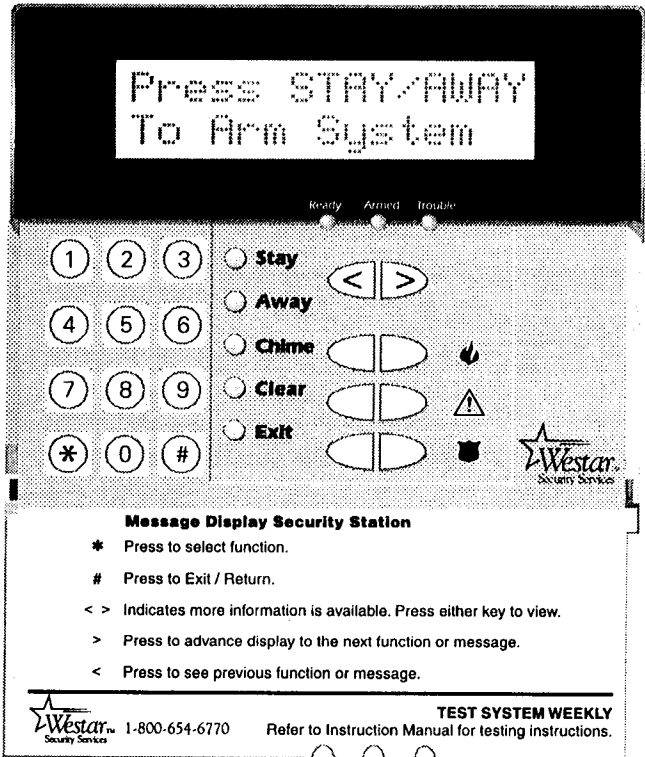 Press STAY/AWAY
To Arm System
Ready Armed Trouble
1 2 3
4 5 6
7 8 9
* 0 #
Stay
Away
Chime
Clear
Exit
< >
Westar™
Security Services
Message Display Security Station
* Press to select function.
# Press to Exit / Return.
< > Indicates more information is available. Press either key to view.
> Press to advance display to the next function or message.
< Press to see previous function or message.
Westar™
Security Services
1-800-654-6770
TEST SYSTEM WEEKLY
Refer to Instruction Manual for testing instructions.